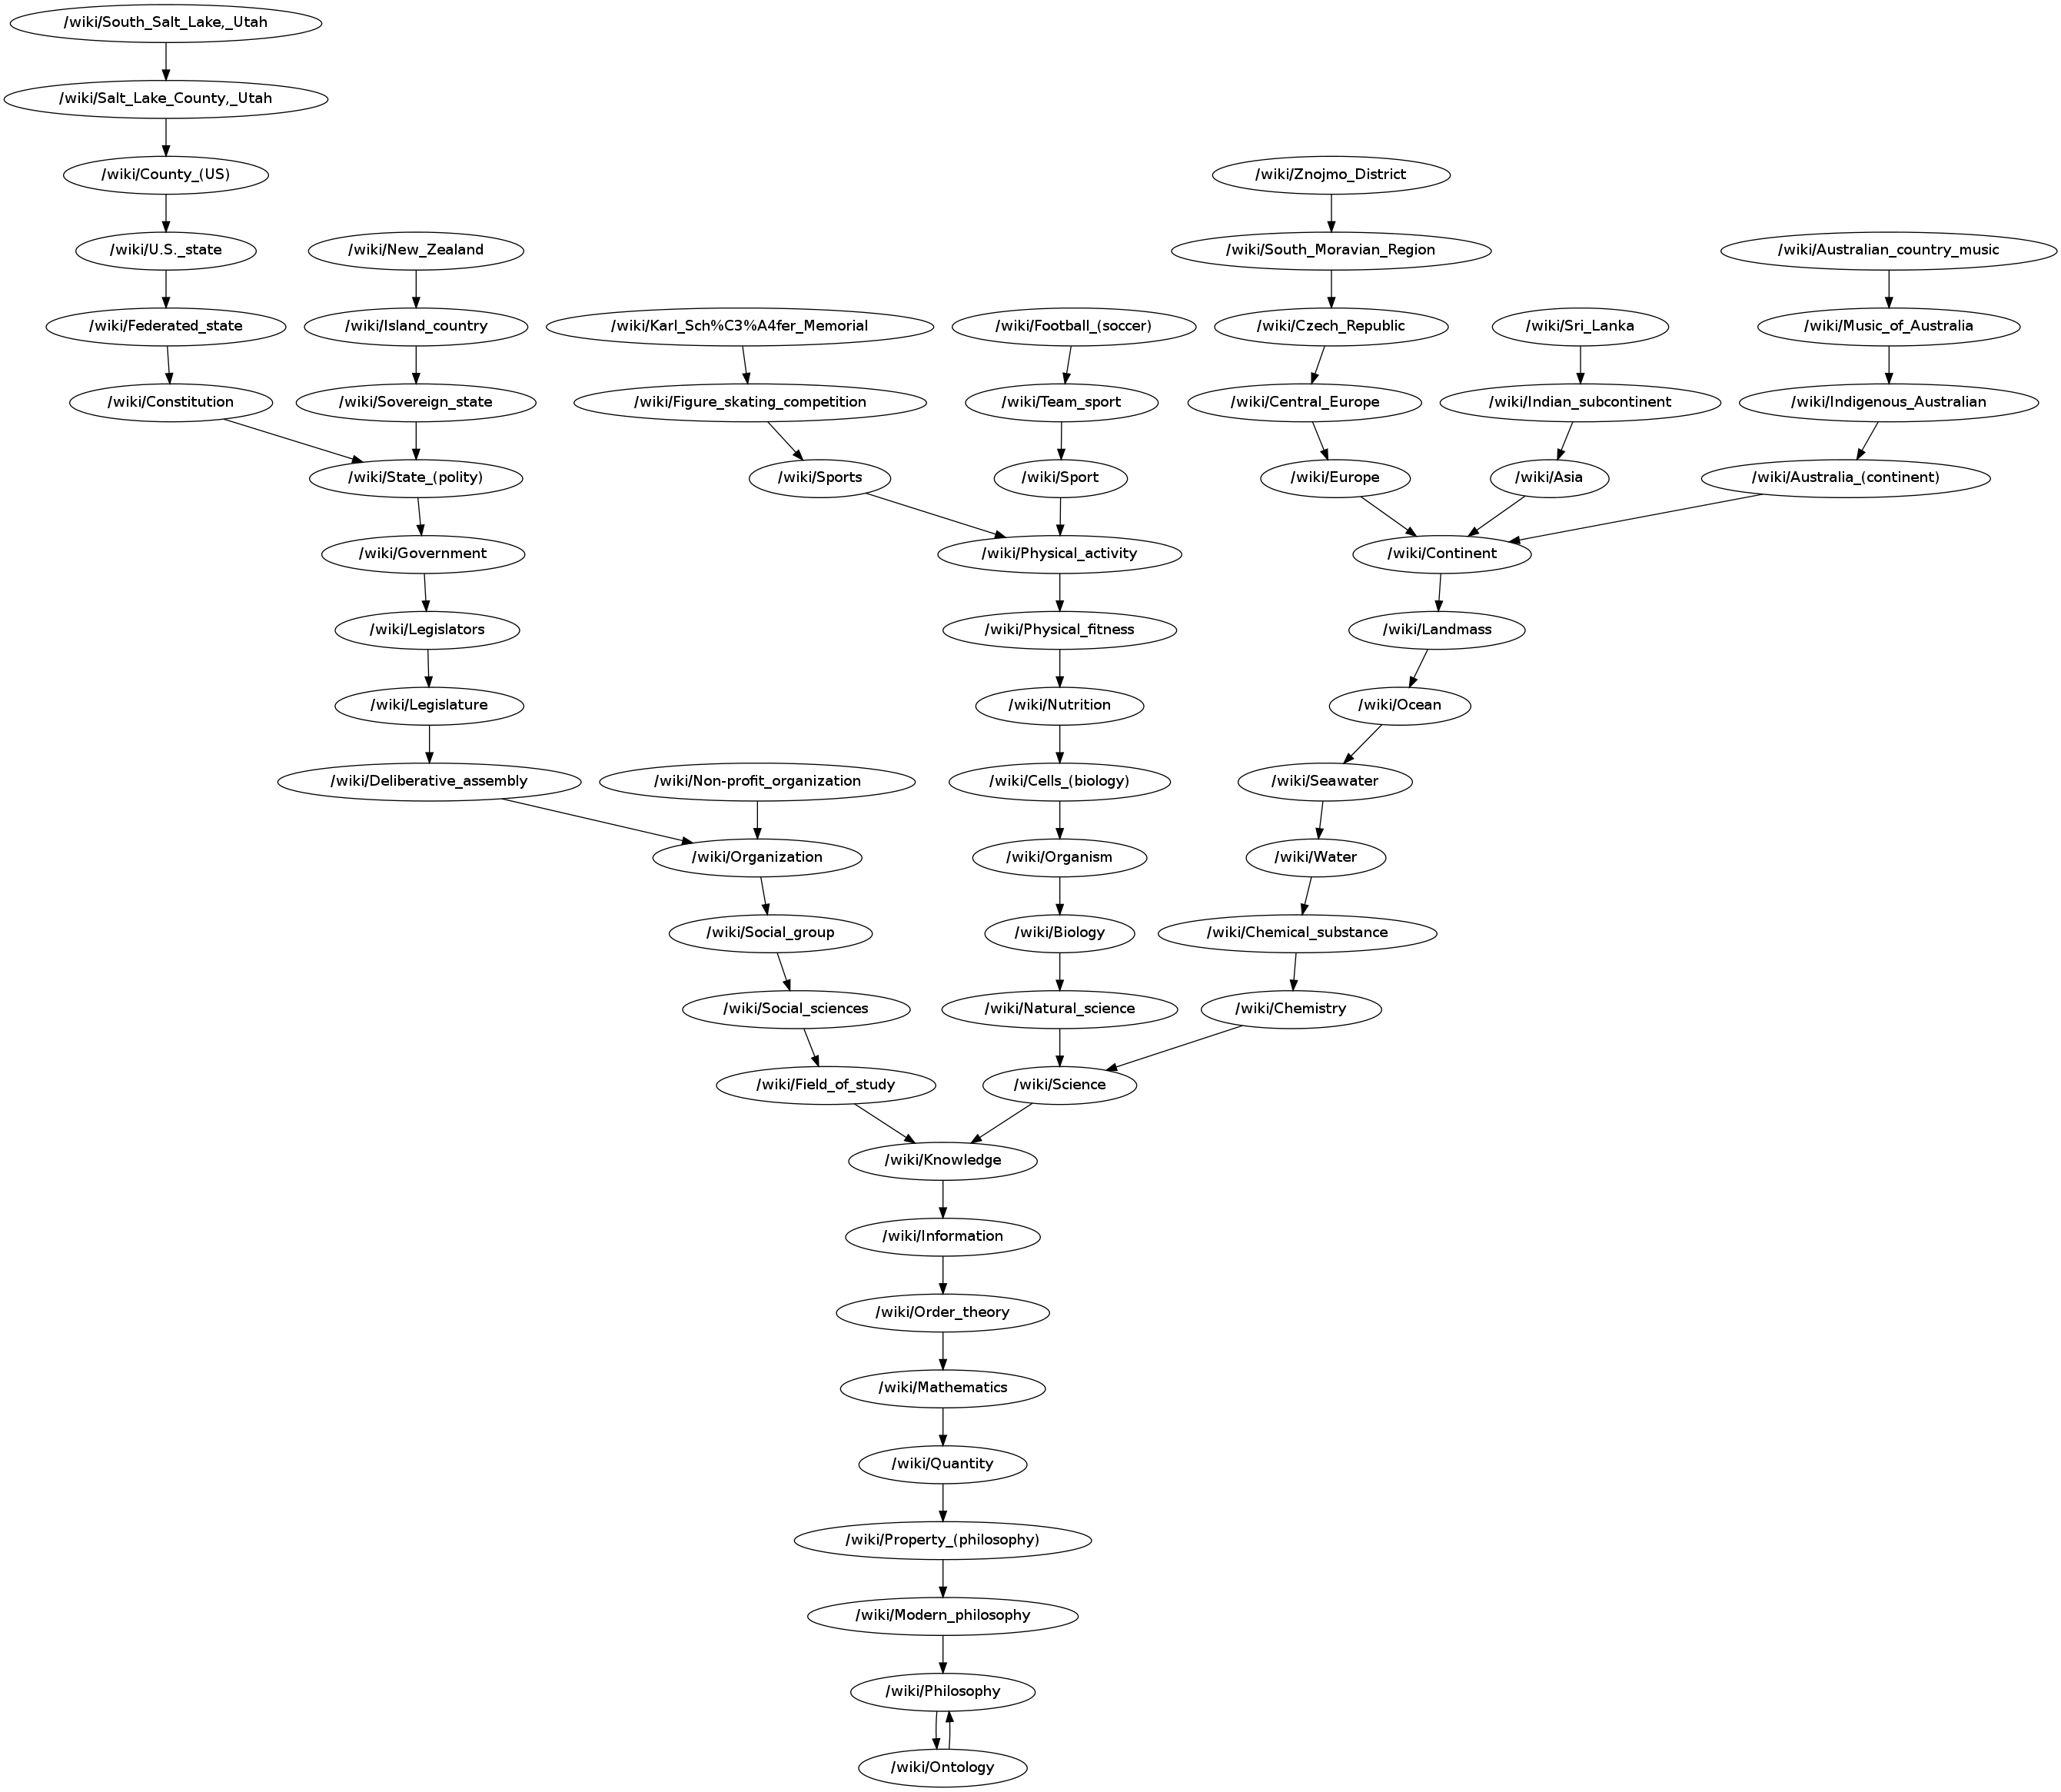 /wiki/South_Salt_Lake,_Utah
/wiki/Salt_Lake_County,_Utah
/wiki/County_(US)
/wiki/Znojmo_District
/wiki/U.S._state
/wiki/New_Zealand
/wiki/South_Moravian_Region
/wiki/Australian_country_music
/wiki/Federated_state
/wiki/Island_country
/wiki/Karl_Sch%C3%A4fer_Memorial
/wiki/Football_(soccer)
/wiki/Czech_Republic
/wiki/Sri_Lanka
/wiki/Music_of_Australia
/wiki/Constitution
/wiki/Sovereign_state
/wiki/Figure_skating_competition
/wiki/Team_sport
/wiki/Central_Europe
/wiki/Indian_subcontinent
/wiki/Indigenous_Australian
/wiki/State_(polity)
/wiki/Sports
/wiki/Sport
/wiki/Europe
/wiki/Asia
/wiki/Australia_(continent)
/wiki/Government
/wiki/Physical_activity
/wiki/Continent
/wiki/Legislators
/wiki/Physical_fitness
/wiki/Landmass
/wiki/Legislature
/wiki/Nutrition
/wiki/Ocean
/wiki/Deliberative_assembly
/wiki/Non-profit_organization
/wiki/Cells_(biology)
/wiki/Seawater
/wiki/Organization
/wiki/Organism
/wiki/Water
/wiki/Social_group
/wiki/Biology
/wiki/Chemical_substance
/wiki/Social_sciences
/wiki/Natural_science
/wiki/Chemistry
/wiki/Field_of_study
/wiki/Science
/wiki/Knowledge
/wiki/Information
/wiki/Order_theory
/wiki/Mathematics
/wiki/Quantity
/wiki/Property_(philosophy)
/wiki/Modern_philosophy
/wiki/Philosophy
/wiki/Ontology